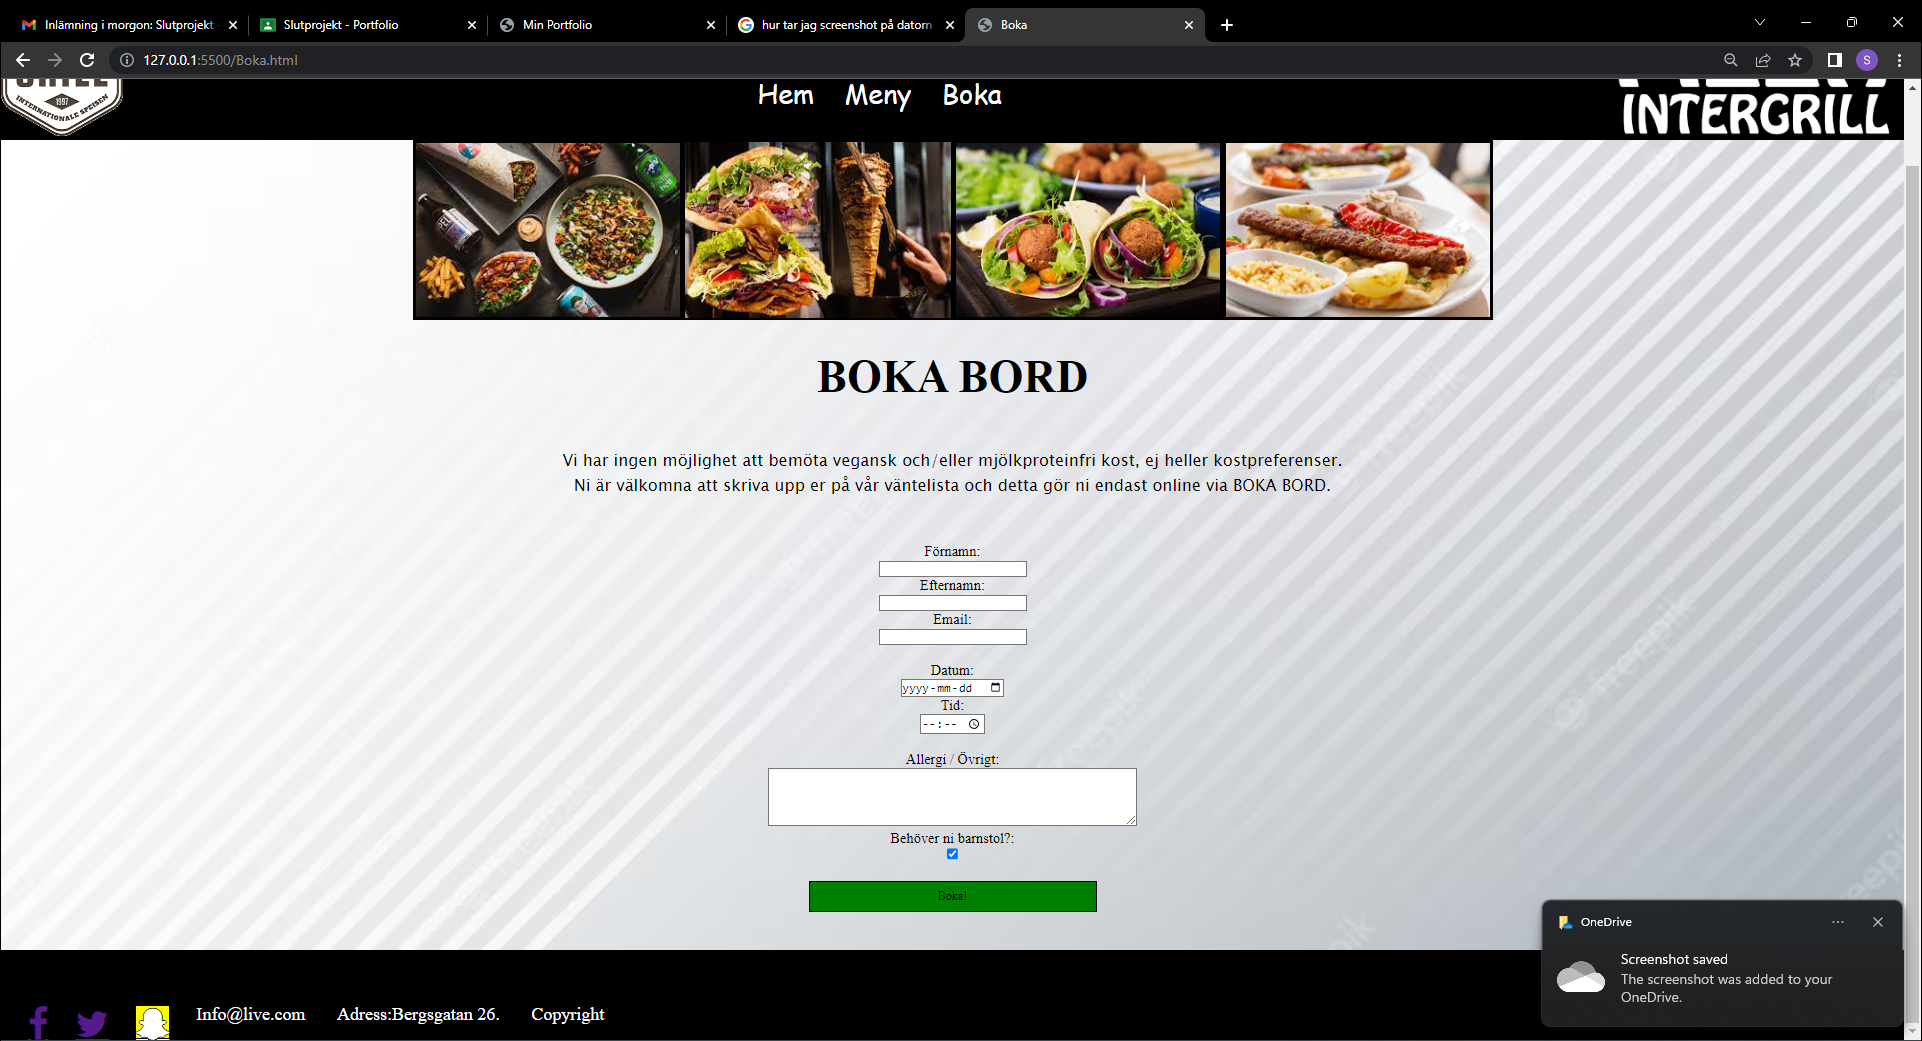 Inlämning i morgon: Slutprojekt
Slutprojekt - Portfolio
Min Portfolio
hur tar jag screenshot på datorn
Boka
127.0.0.1:5500/Boka.html
S
1997
INTERNATIONALE SPEISEN
Hem Meny Boka
INTERGRILL
BOKA BORD
Vi har ingen möjlighet att bemöta vegansk och/eller mjölkproteinfri kost, ej heller kostpreferenser.
Ni är välkomna att skriva upp er på vår väntelista och detta gör ni endast online via BOKA BORD.
Förnamn:
Efternamn:
Email:
Datum:
yyyy-mm-dd
Tid:
--:--
Allergi / Övrigt:
Behöver ni barnstol?:
Boka!
freepik
OneDrive
Screenshot saved
The screenshot was added to your
OneDrive.
Info@live.com Adress:Bergsgatan 26. Copyright